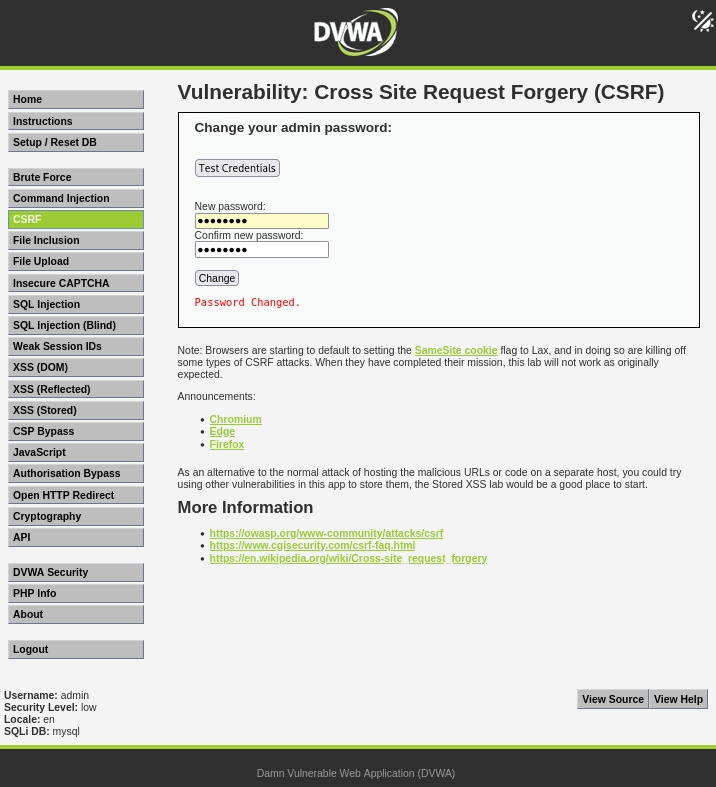 DVWA
Vulnerability: Cross Site Request Forgery (CSRF)
Home
Instructions
Setup / Reset DB
Brute Force
Command Injection
CSRF
File Inclusion
File Upload
Insecure CAPTCHA
SQL Injection
SQL Injection (Blind)
Weak Session IDs
XSS (DOM)
XSS (Reflected)
XSS (Stored)
CSP Bypass
JavaScript
Authorisation Bypass
Open HTTP Redirect
Cryptography
API
DVWA Security
PHP Info
About
Logout
Change your admin password:
Test Credentials
New password:
●●●●●●●●
Confirm new password:
●●●●●●●●
Change
Password Changed.
Note: Browsers are starting to default to setting the SameSite cookie flag to Lax, and in doing so are killing off
some types of CSRF attacks. When they have completed their mission, this lab will not work as originally
expected.
Announcements:
• Chromium
• Edge
• Firefox
As an alternative to the normal attack of hosting the malicious URLs or code on a separate host, you could try
using other vulnerabilities in this app to store them, the Stored XSS lab would be a good place to start.
More Information
• https://owasp.org/www-community/attacks/csrf
• https://www.cgisecurity.com/csrf-faq.html
• https://en.wikipedia.org/wiki/Cross-site_request_forgery
Username: admin
Security Level: low
Locale: en
SQLi DB: mysql
View Source View Help
Damn Vulnerable Web Application (DVWA)